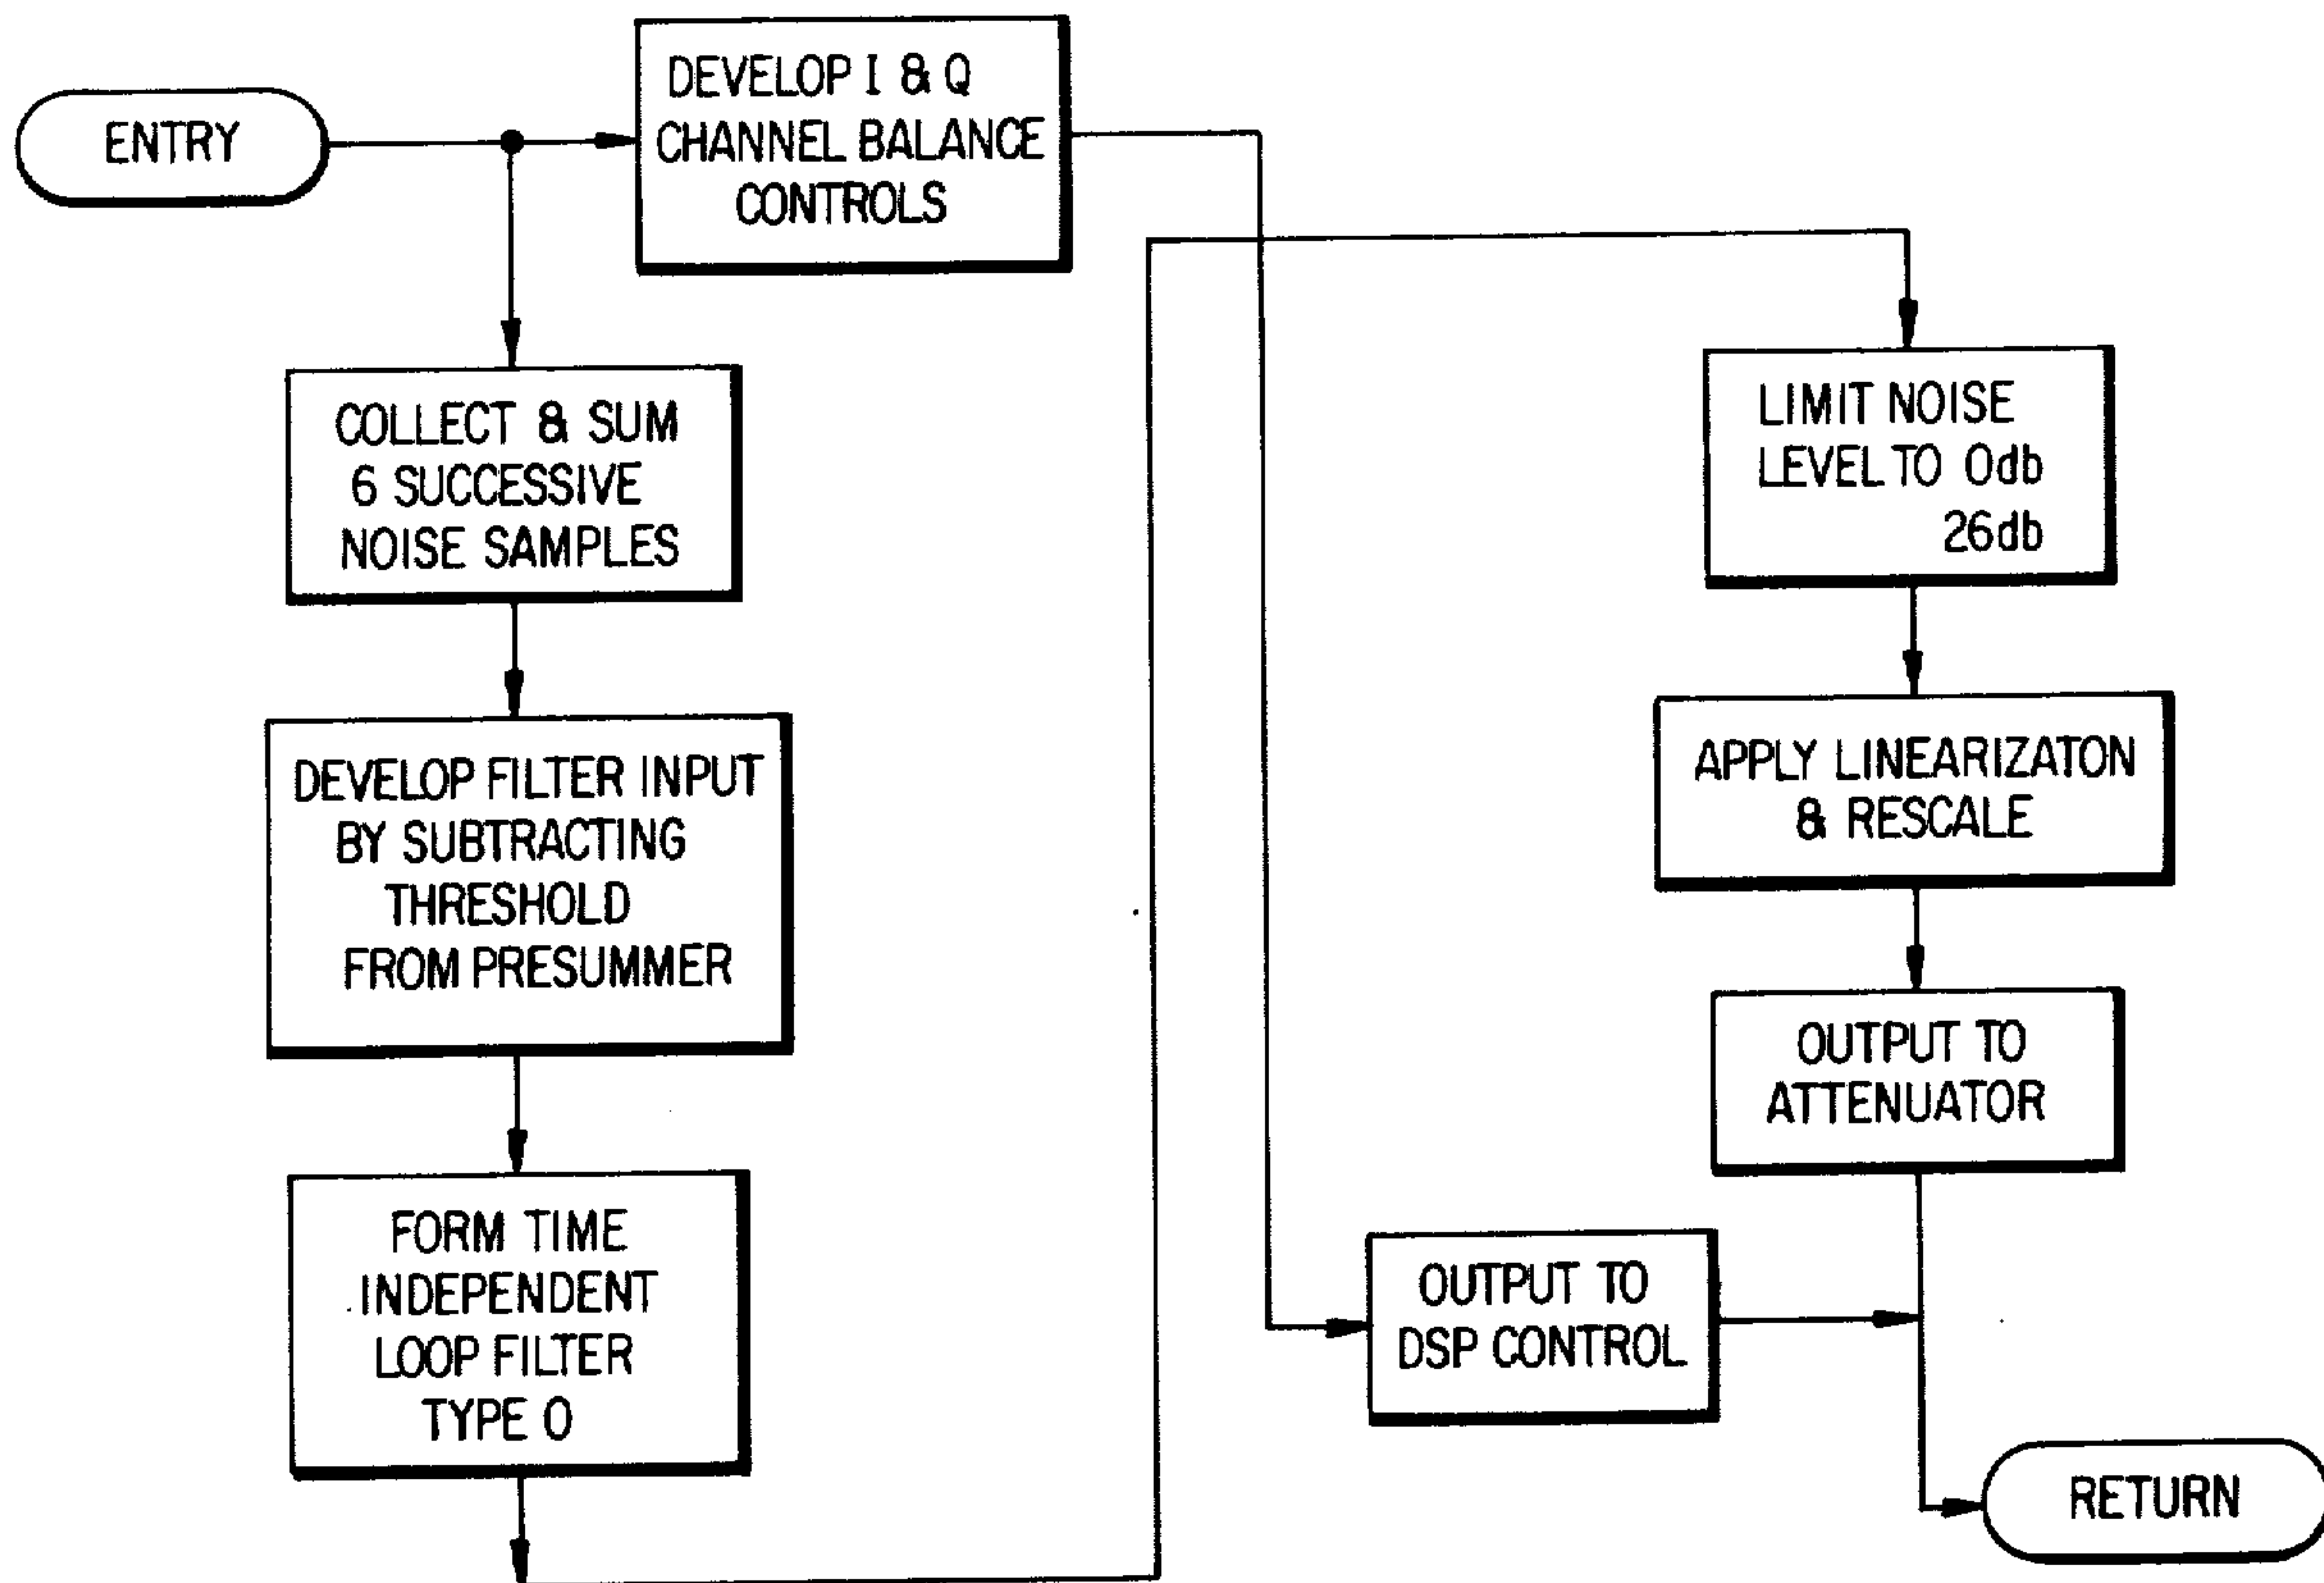 ENTRY
DEVELOP I & Q
CHANNEL BALANCE
CONTROLS
COLLECT & SUM
6 SUCCESSIVE
NOISE SAMPLES
DEVELOP FILTER INPUT
BY SUBTRACTING
THRESHOLD
FROM PRESUMMER
FORM TIME
INDEPENDENT
LOOP FILTER
TYPE 0
LIMIT NOISE
LEVEL TO 0db
26db
APPLY LINEARIZATON
& RESCALE
OUTPUT TO
ATTENUATOR
OUTPUT TO
DSP CONTROL
RETURN